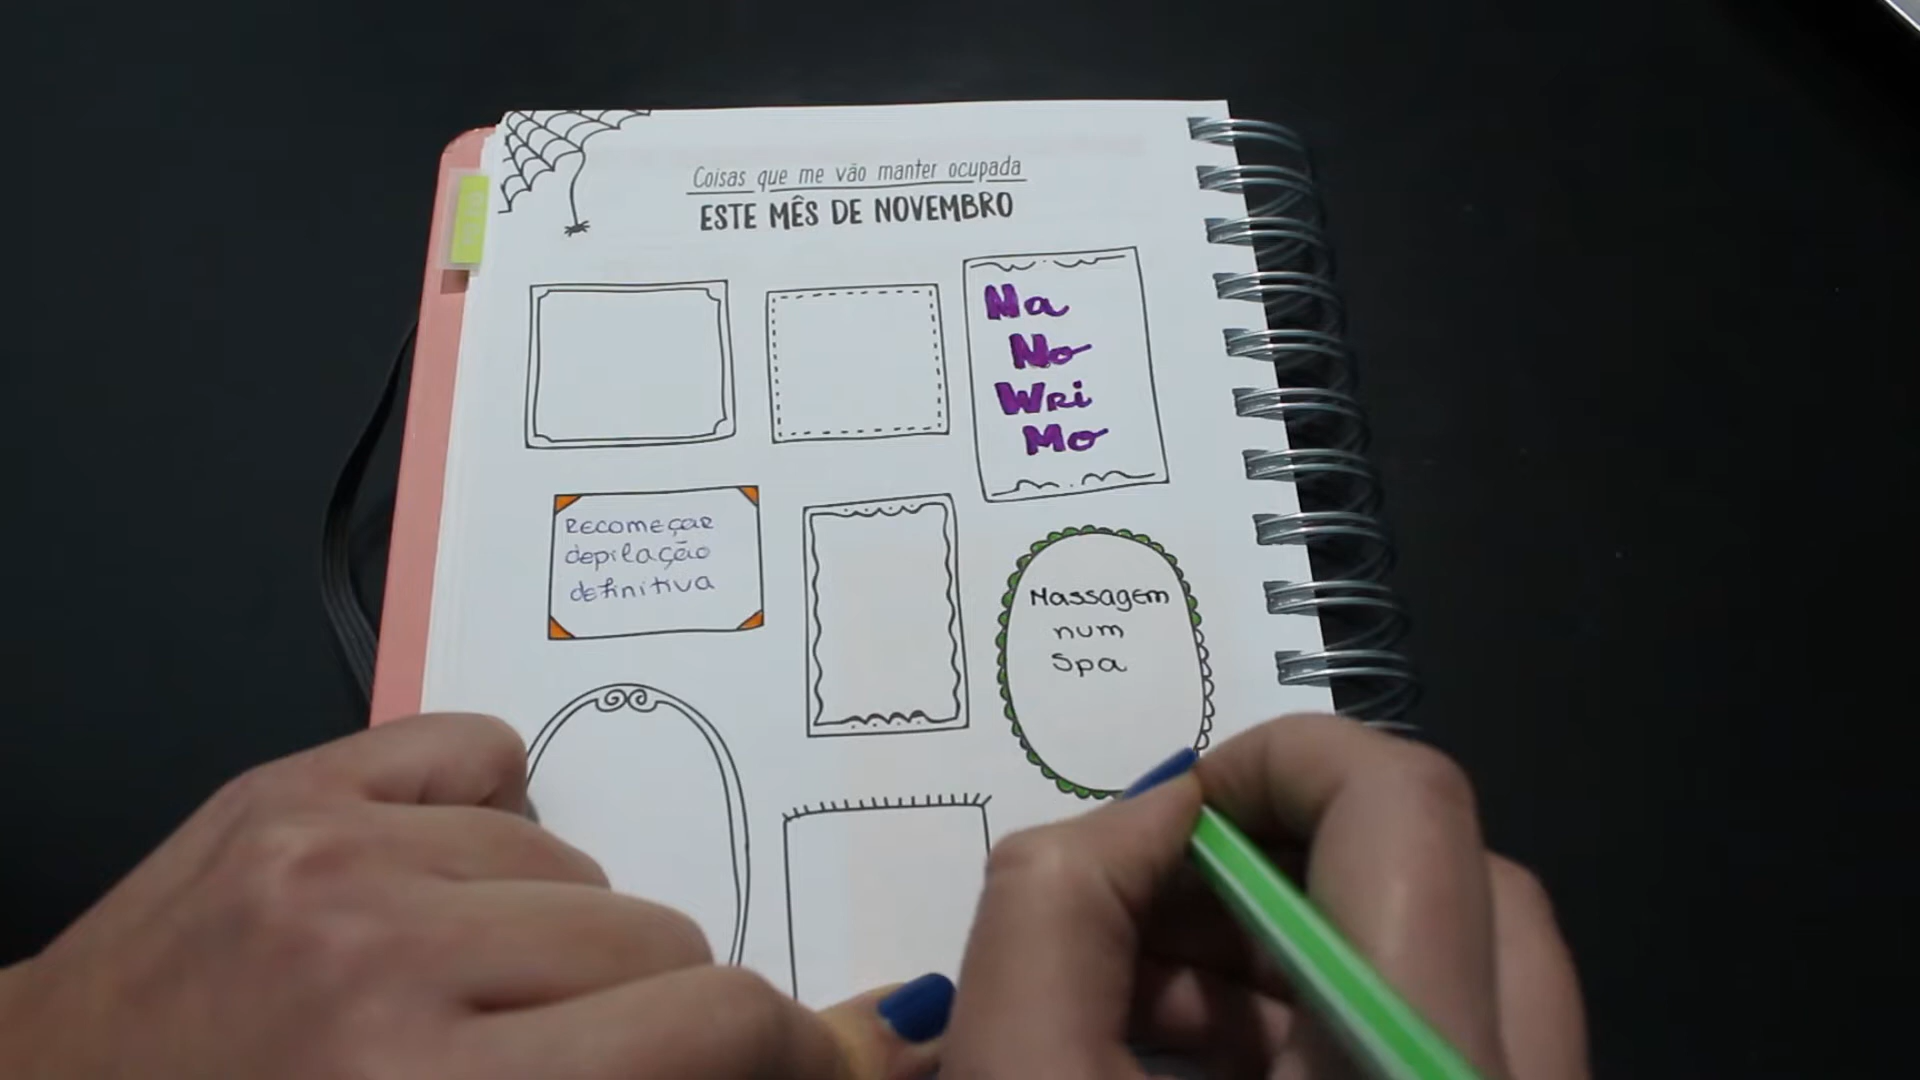 Coisas que me vão manter ocupada
ESTE MÊS DE NOVEMBRO
Na
No
Wri
Mo
Recomeçar
depilação
definitiva
Massagem
num
Spa